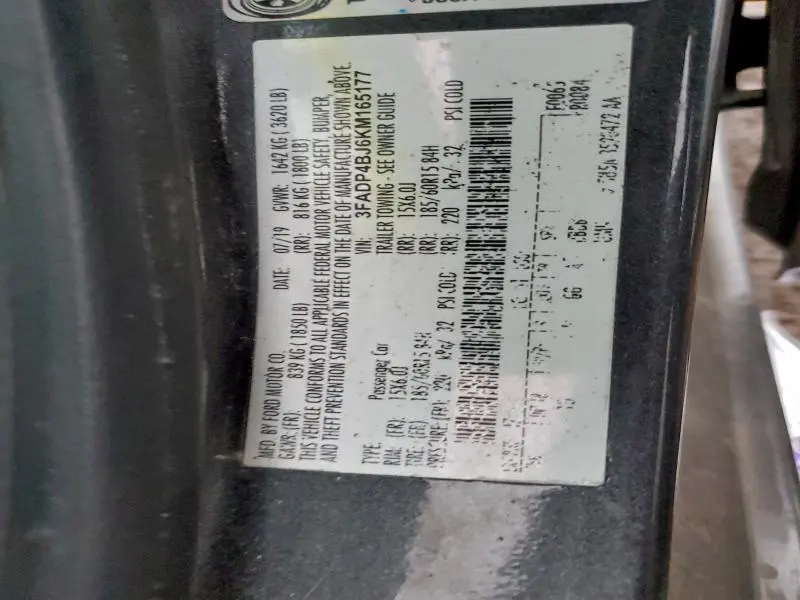 MFD. BY FORD MOTOR CO. DATE: 07/19 GVWR: 1642 KG ( 3620 LB)
GAWR:(FR): 839 KG ( 1850 LB) (RR): 816 KG ( 1800 LB)
THIS VEHICLE CONFORMS TO ALL APPLICABLE FEDERAL MOTOR VEHICLE SAFETY, BUMPER,
AND THEFT PREVENTION STANDARDS IN EFFECT ON THE DATE OF MANUFACTURE SHOWN ABOVE.
VIN: 3FADP4BJ6KM165177
TYPE: Passenger Car TRAILER TOWING - SEE OWNER GUIDE
RIM: (FR): 15X6.0J (RR): 15X6.0J
TIRE: (FR): 185/60R15 84H (RR): 185/60R15 84H
PRESSURE:(FR): 220 kPa/ 32 PSI COLD (RR): 220 kPa/ 32 PSI COLD
F0065
R0084